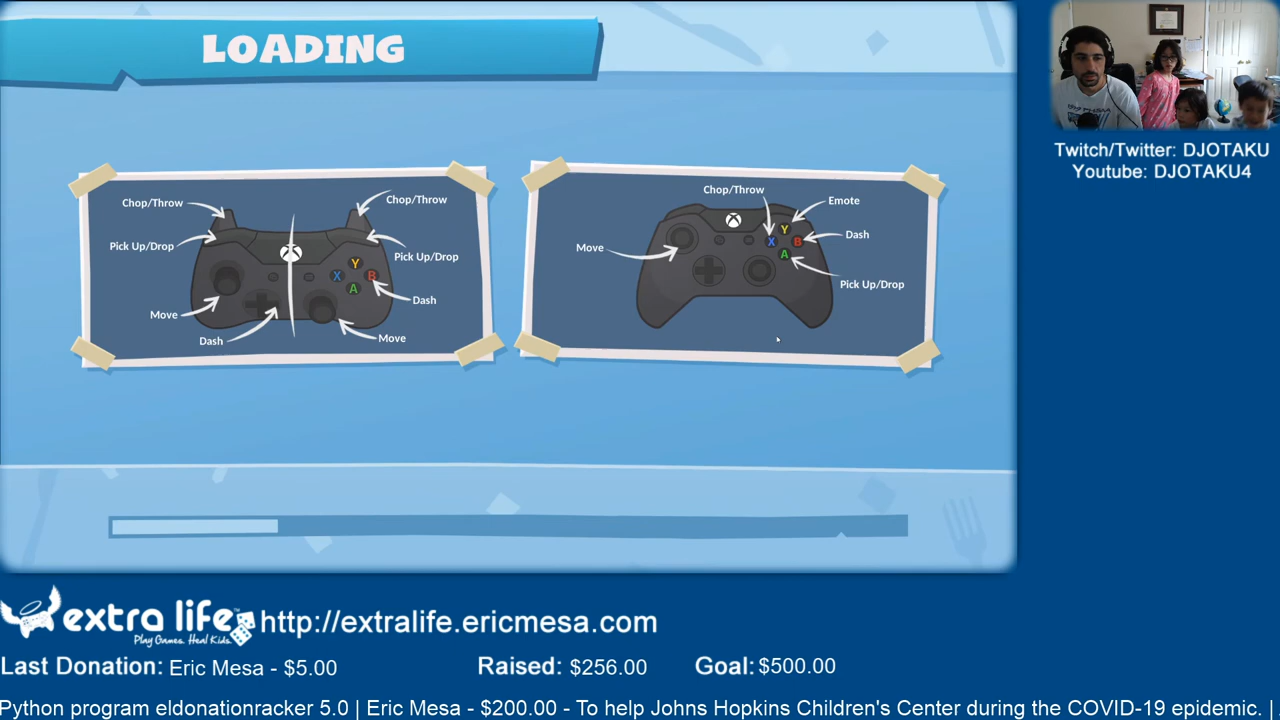 LOADING
Chop/Throw
Chop/Throw
Pick Up/Drop
Pick Up/Drop
Y
X
B
A
Dash
Move
Dash
Move
Chop/Throw
Emote
Move
Y
X
B
A
Dash
Pick Up/Drop
Twitch/Twitter: DJOTAKU
Youtube: DJOTAKU4
extra life
Play Games. Heal Kids.
http://extralife.ericmesa.com
Last Donation: Eric Mesa - $5.00 Raised: $256.00 Goal: $500.00
Python program eldonationracker 5.0 | Eric Mesa - $200.00 - To help Johns Hopkins Children's Center during the COVID-19 epidemic. |